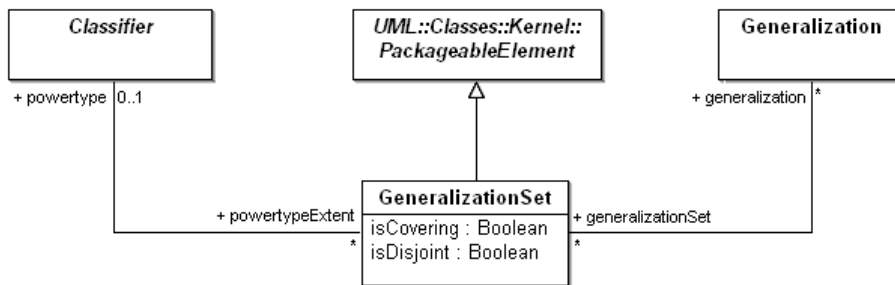 Classifier
UML::Classes::Kernel::
PackageableElement
Generalization
+ powertype 0..1
+ generalization *
GeneralizationSet
+ powertypeExtent
*
isCovering : Boolean
isDisjoint : Boolean
+ generalizationSet
*